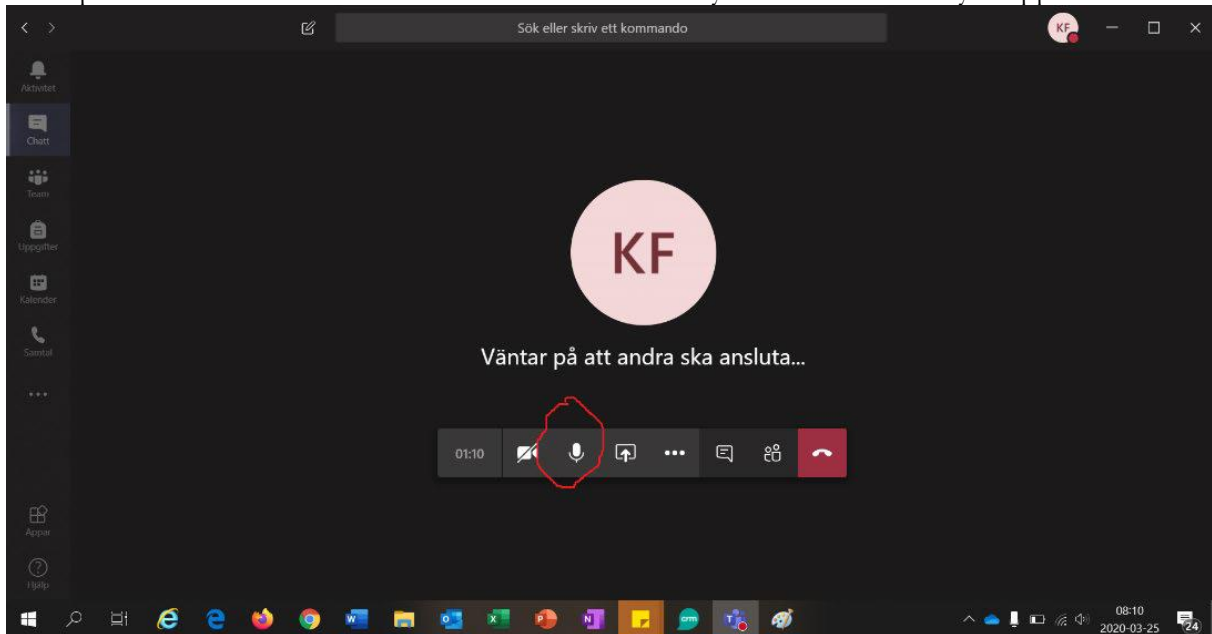 Sök eller skriv ett kommando
KF
Aktivitet
Chatt
Team
Uppgifter
Kalender
Samtal
KF
Väntar på att andra ska ansluta...
01:10
Appar
Hjälp
crm
08:10
2020-03-25
24